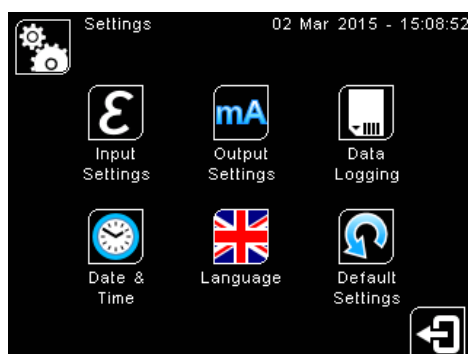 Settings 02 Mar 2015 - 15:08:52
ε mA
Input Output Data
Settings Settings Logging
Date & Language Default
Time Settings